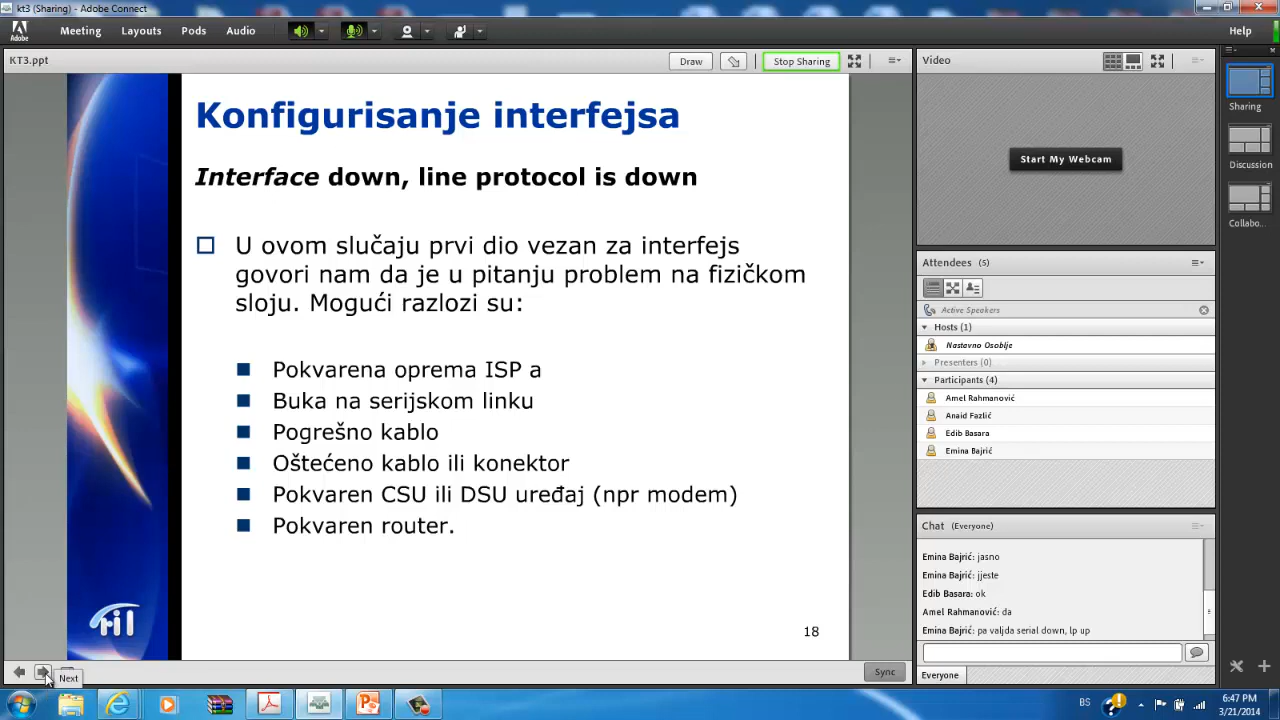 kt3 (Sharing) - Adobe Connect
Adobe
Meeting
Layouts
Pods
Audio
Help
KT3.ppt
Draw
Stop Sharing
Konfigurisanje interfejsa
Interface down, line protocol is down
U ovom slučaju prvi dio vezan za interfejs
govori nam da je u pitanju problem na fizičkom
sloju. Mogući razlozi su:
Pokvarena oprema ISP a
Buka na serijskom linku
Pogrešno kablo
Oštećeno kablo ili konektor
Pokvaren CSU ili DSU uređaj (npr modem)
Pokvaren router.
18
Next
Sync
Video
Start My Webcam
Attendees (5)
Active Speakers
Hosts (1)
Nastavno Osoblje
Presenters (0)
Participants (4)
Amel Rahmanović
Anaid Fazlić
Edib Basara
Emina Bajrić
Chat (Everyone)
Emina Bajrić: jasno
Emina Bajrić: jjeste
Edib Basara: ok
Amel Rahmanović: da
Emina Bajrić: pa valjda serial down, lp up
Everyone
Sharing
Discussion
Collabo...
BS
6:47 PM
3/21/2014